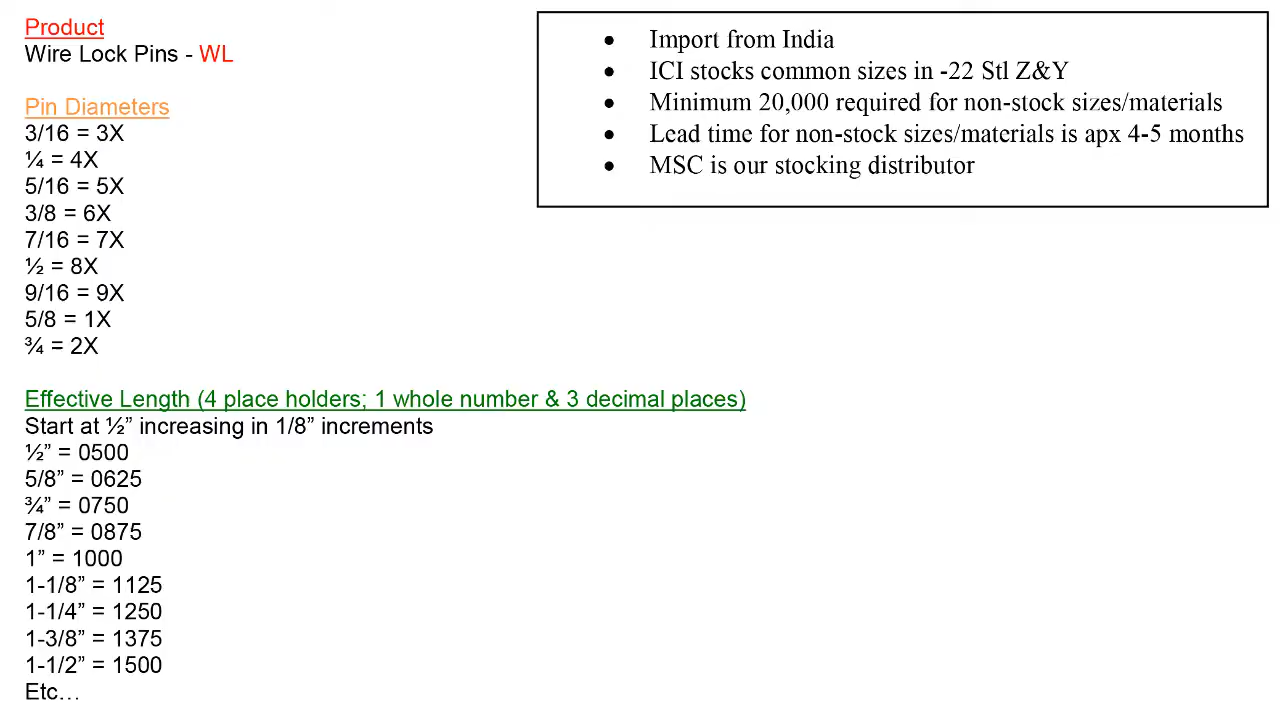 Product
Wire Lock Pins - WL
Pin Diameters
3/16 = 3X
¼ = 4X
5/16 = 5X
3/8 = 6X
7/16 = 7X
½ = 8X
9/16 = 9X
5/8 = 1X
¾ = 2X
Effective Length (4 place holders; 1 whole number & 3 decimal places)
Start at ½” increasing in 1/8” increments
½” = 0500
5/8” = 0625
¾” = 0750
7/8” = 0875
1” = 1000
1-1/8” = 1125
1-1/4” = 1250
1-3/8” = 1375
1-1/2” = 1500
Etc…
• Import from India
• ICI stocks common sizes in -22 Stl Z&Y
• Minimum 20,000 required for non-stock sizes/materials
• Lead time for non-stock sizes/materials is apx 4-5 months
• MSC is our stocking distributor